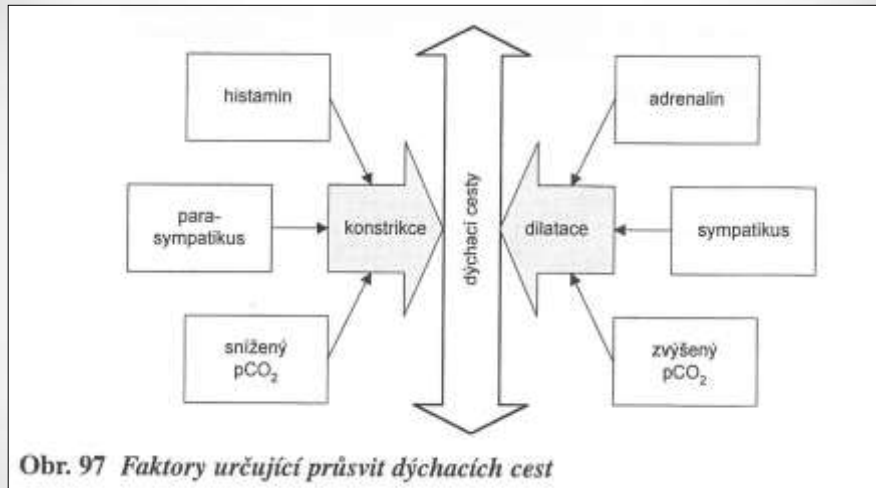 histamin
adrenalin
para-
sympatikus
konstrikce
dýchací cesty
dilatace
sympatikus
snížený
pCO₂
zvýšený
pCO₂
Obr. 97 Faktory určující průsvit dýchacích cest